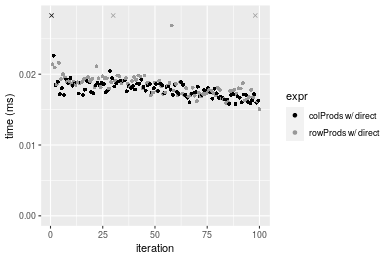 0.02
0.01
0.00
time (ms)
0
25
50
75
100
iteration
expr
colProds w/ direct
rowProds w/ direct